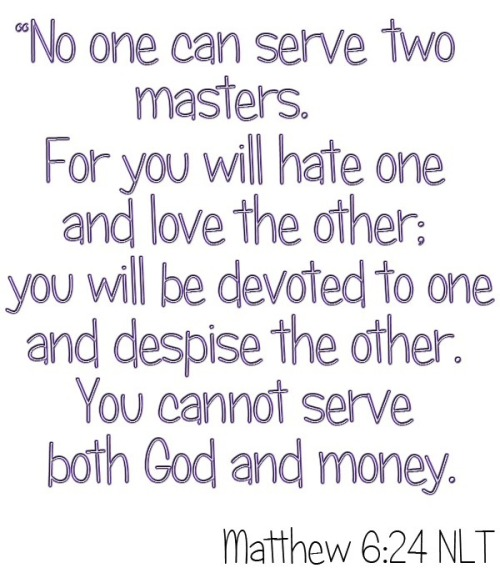 “No one can serve two
masters.
For you will hate one
and love the other;
you will be devoted to one
and despise the other.
You cannot serve
both God and money.
Matthew 6:24 NLT